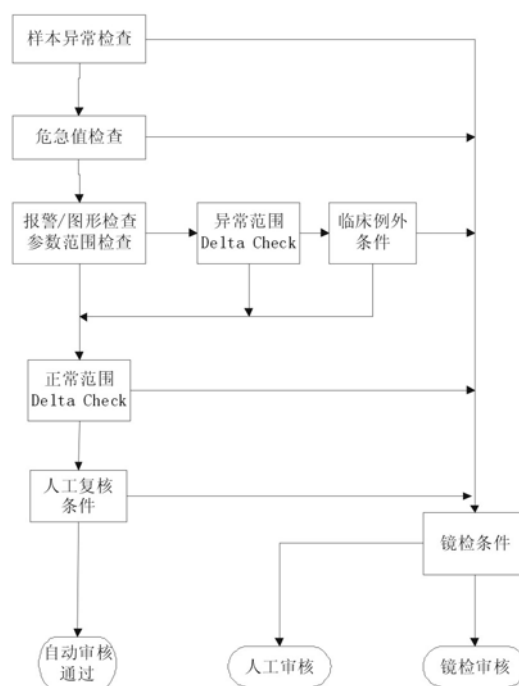 样本异常检查
危急值检查
报警/图形检查
参数范围检查
异常范围
Delta Check
临床例外
条件
正常范围
Delta Check
人工复核
条件
镜检条件
自动审核
通过
人工审核
镜检审核